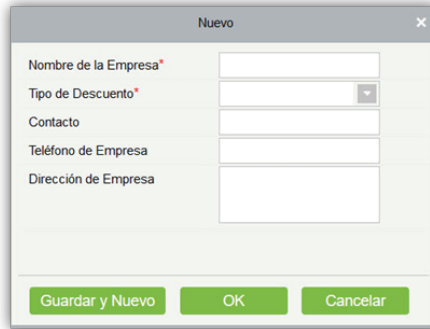 Nuevo
Nombre de la Empresa*
Tipo de Descuento*
Contacto
Teléfono de Empresa
Dirección de Empresa
Guardar y Nuevo OK Cancelar